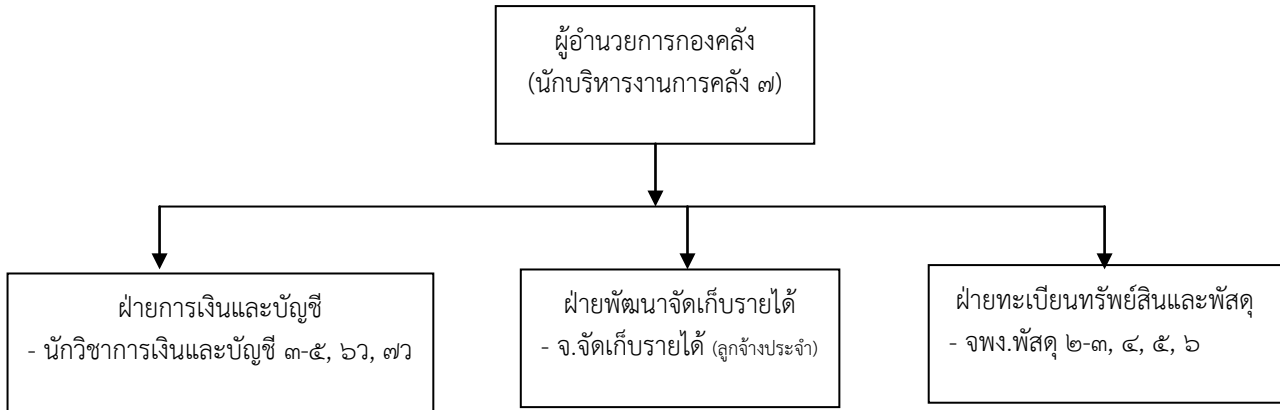 ผู้อำนวยการกองคลัง
(นักบริหารงานการคลัง ๗)
ฝ่ายการเงินและบัญชี
- นักวิชาการเงินและบัญชี ๓-๕, ๖ว, ๗ว
ฝ่ายพัฒนาจัดเก็บรายได้
- จ.จัดเก็บรายได้ (ลูกจ้างประจำ)
ฝ่ายทะเบียนทรัพย์สินและพัสดุ
- จพง.พัสดุ ๒-๓, ๔, ๕, ๖